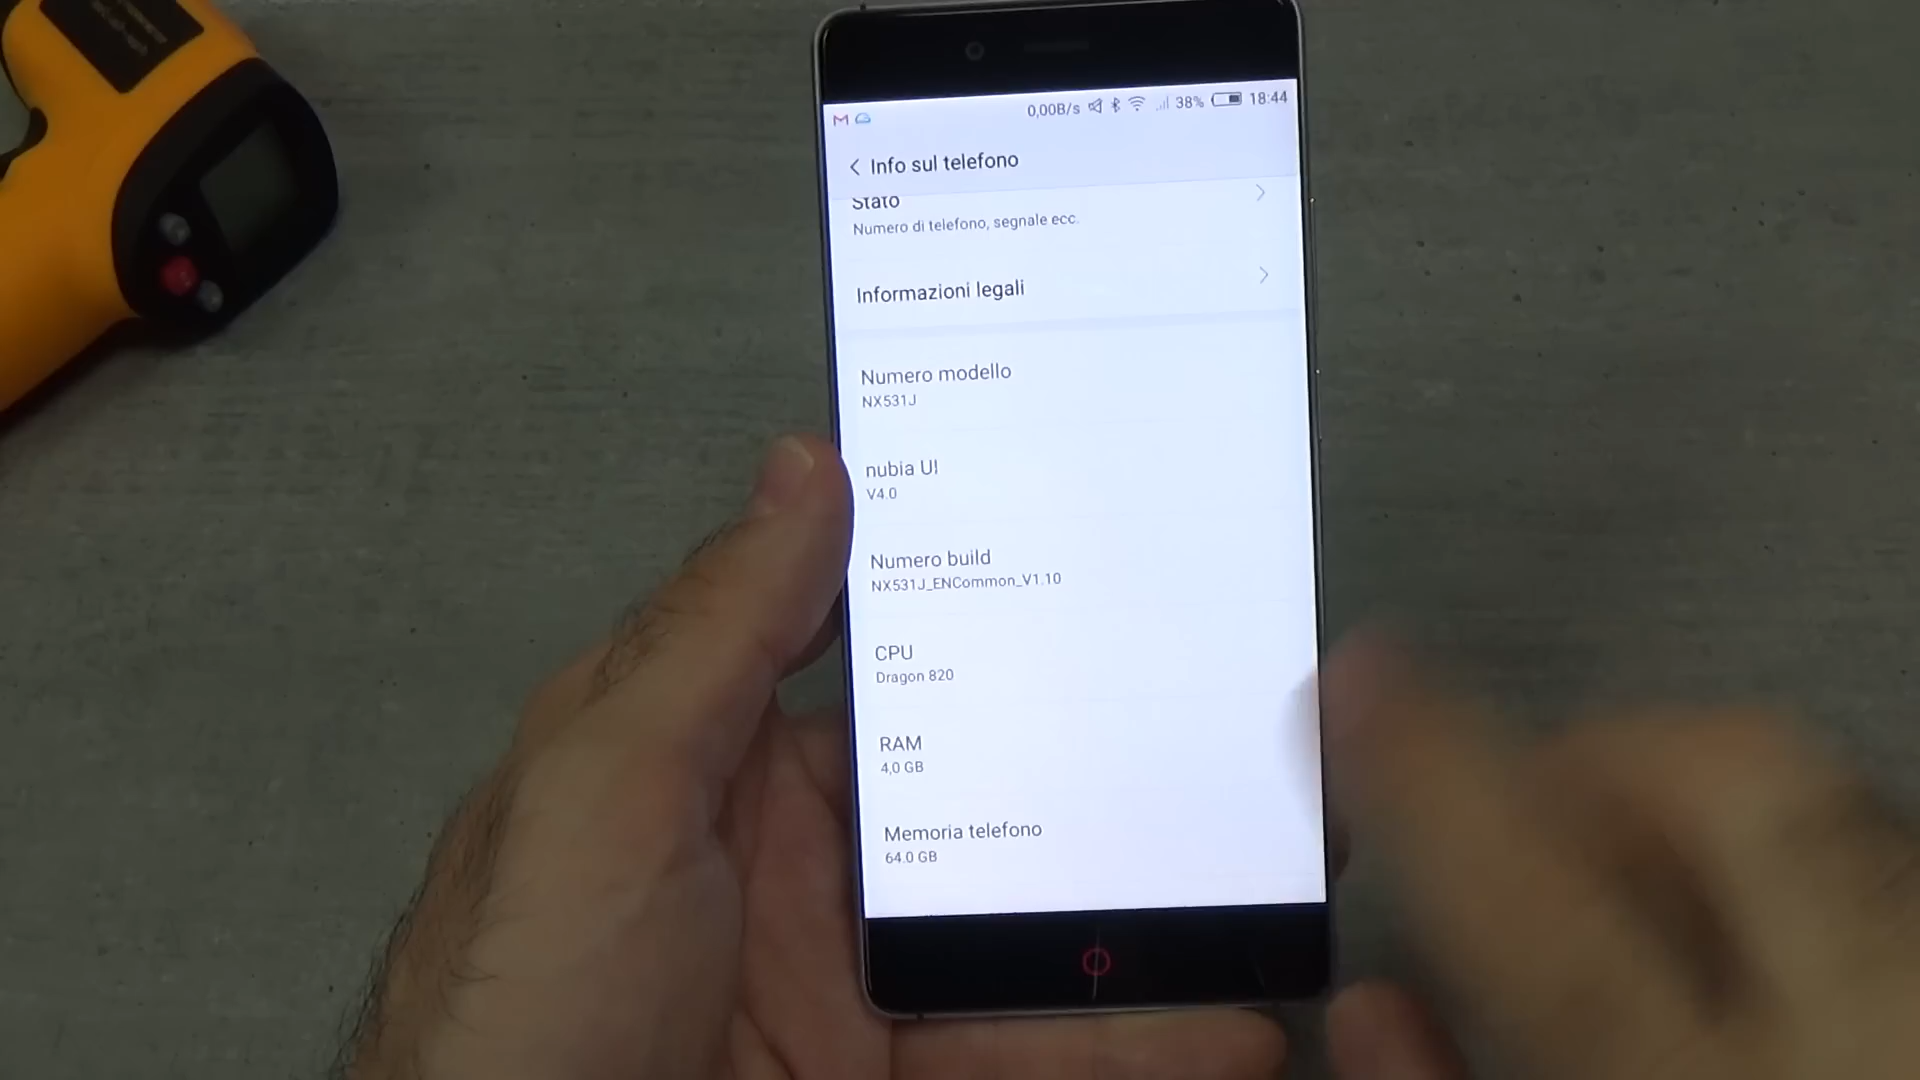 0,00B/s 38% 18:44
Info sul telefono
Stato
Numero di telefono, segnale ecc.
Informazioni legali
Numero modello
NX531J
nubia UI
V4.0
Numero build
NX531J_ENCommon_V1.10
CPU
Dragon 820
RAM
4,0 GB
Memoria telefono
64.0 GB